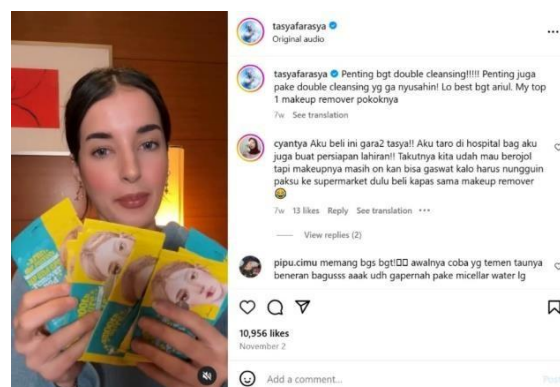 tasyafarasya
Original audio
tasyafarasya Penting bgt double cleansing!!!!! Penting juga
pake double cleansing yg ga nyusahin! Lo best bgt ariul. My top
1 makeup remover pokoknya
7w See translation
cyantya Aku beli ini gara2 tasya!! Aku taro di hospital bag aku
juga buat persiapan lahiran!! Takutnya kita udah mau berojol
tapi makeupnya masih on kan bisa gaswat kalo harus nungguin
paksu ke supermarket dulu beli kapas sama makeup remover
😂
7w 13 likes Reply See translation •••
View replies (2)
pipu.cimu memang bgs bgt!▯▯ awalnya coba yg temen taunya
beneran bagusss aaak udh gapernah pake micellar water lg
10,956 likes
November 2
Add a comment...
Post